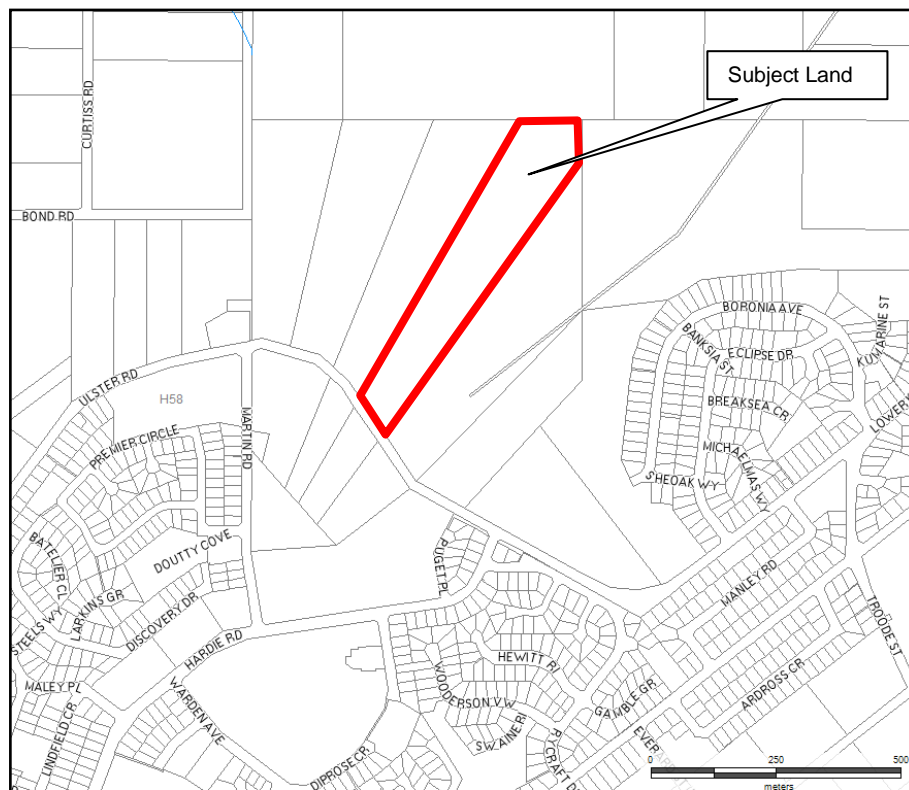 Subject Land
CURTISS RD
BOND RD
BORONIA AVE
KUMARINE ST
BANKSIA ST
ECLIPSE DR
ULSTER RD
H58
BREAKSEA CR
LOWER
MARTIN RD
PREMIER CIRCLE
MICHAELMAS WY
SHEOAK WY
BATELIER CL
DOUTTY COVE
PUGET PL
MANLEY RD
LARKINS GR
DISCOVERY DR
STEELS WY
TROODE ST
HARDIE RD
HEWITT RI
MALEY PL
WARDEN AVE
WOODERSON VW
GAMBLE GR
ARDROSS CR
LINDFIELD CR
SWAINE RI
DIPROSE CR
RYCRAFT D
EVER
0 250 500
meters